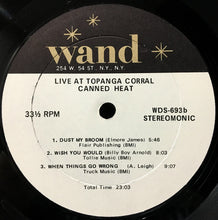 wand
254 W. 54 ST., N.Y., N.Y.
LIVE AT TOPANGA CORRAL
CANNED HEAT
33⅓ RPM
WDS-693b
STEREOMONIC
1. DUST MY BROOM (Elmore James) 5:46
Flair Publishing (BMI)
2. WISH YOU WOULD (Billy Boy Arnold) 8:20
Tollie Music (BMI)
3. WHEN THINGS GO WRONG (A. Leigh) 9:07
Truck Music (BMI)
Total Time: 23:03